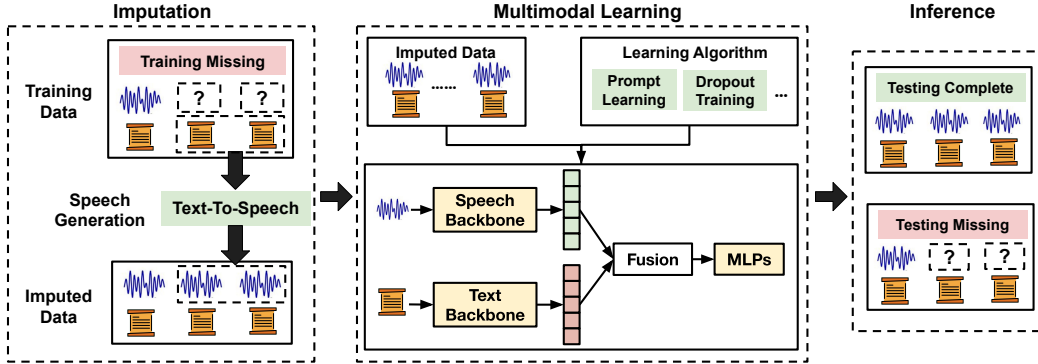 Imputation
Training Missing
Training
Data
?
?
Speech
Generation
Text-To-Speech
Imputed
Data
Multimodal Learning
Imputed Data
......
Learning Algorithm
Prompt
Learning
Dropout
Training
...
Speech
Backbone
Text
Backbone
Fusion
MLPs
Inference
Testing Complete
Testing Missing
?
?